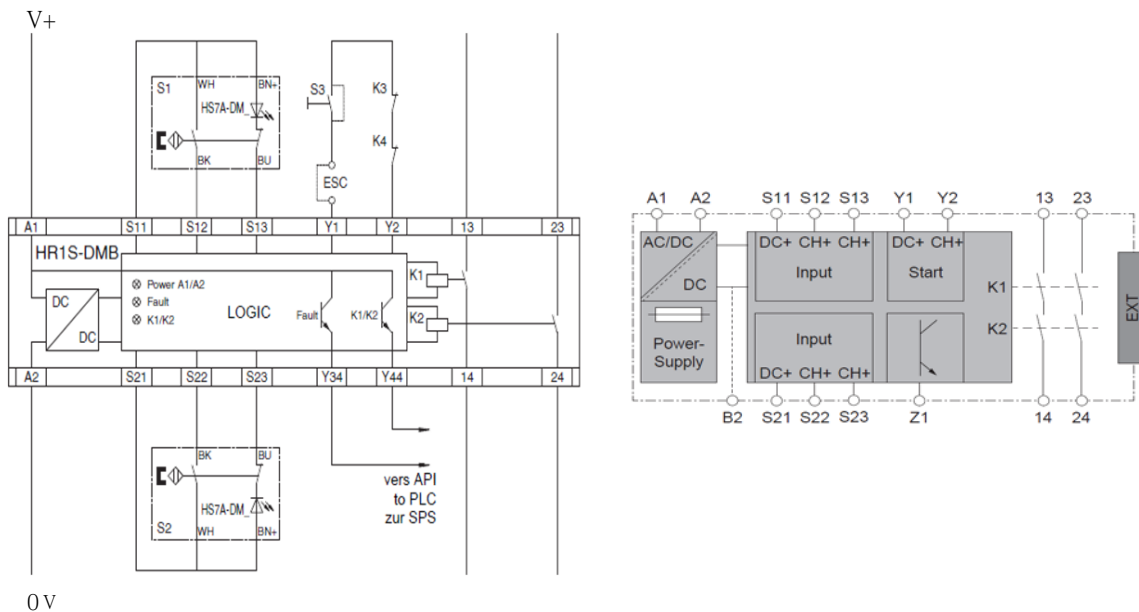 V+
S1
WH
BN+
HS7A-DM_
BK
BU
S3
ESC
K3
K4
A1
S11
S12
S13
Y1
Y2
13
23
HR1S-DMB
Power A1/A2
Fault
K1/K2
DC
DC
LOGIC
Fault
K1/K2
K1
K2
A2
S21
S22
S23
Y34
Y44
14
24
BK
BU
HS7A-DM_
S2
WH
BN+
vers API
to PLC
zur SPS
0V
A1 A2 S11 S12 S13 Y1 Y2 13 23
AC/DC
DC
DC+ CH+ CH+
Input
DC+ CH+
Start
K1
K2
EXT
Power-
Supply
Input
DC+ CH+ CH+
B2 S21 S22 S23 Z1 14 24